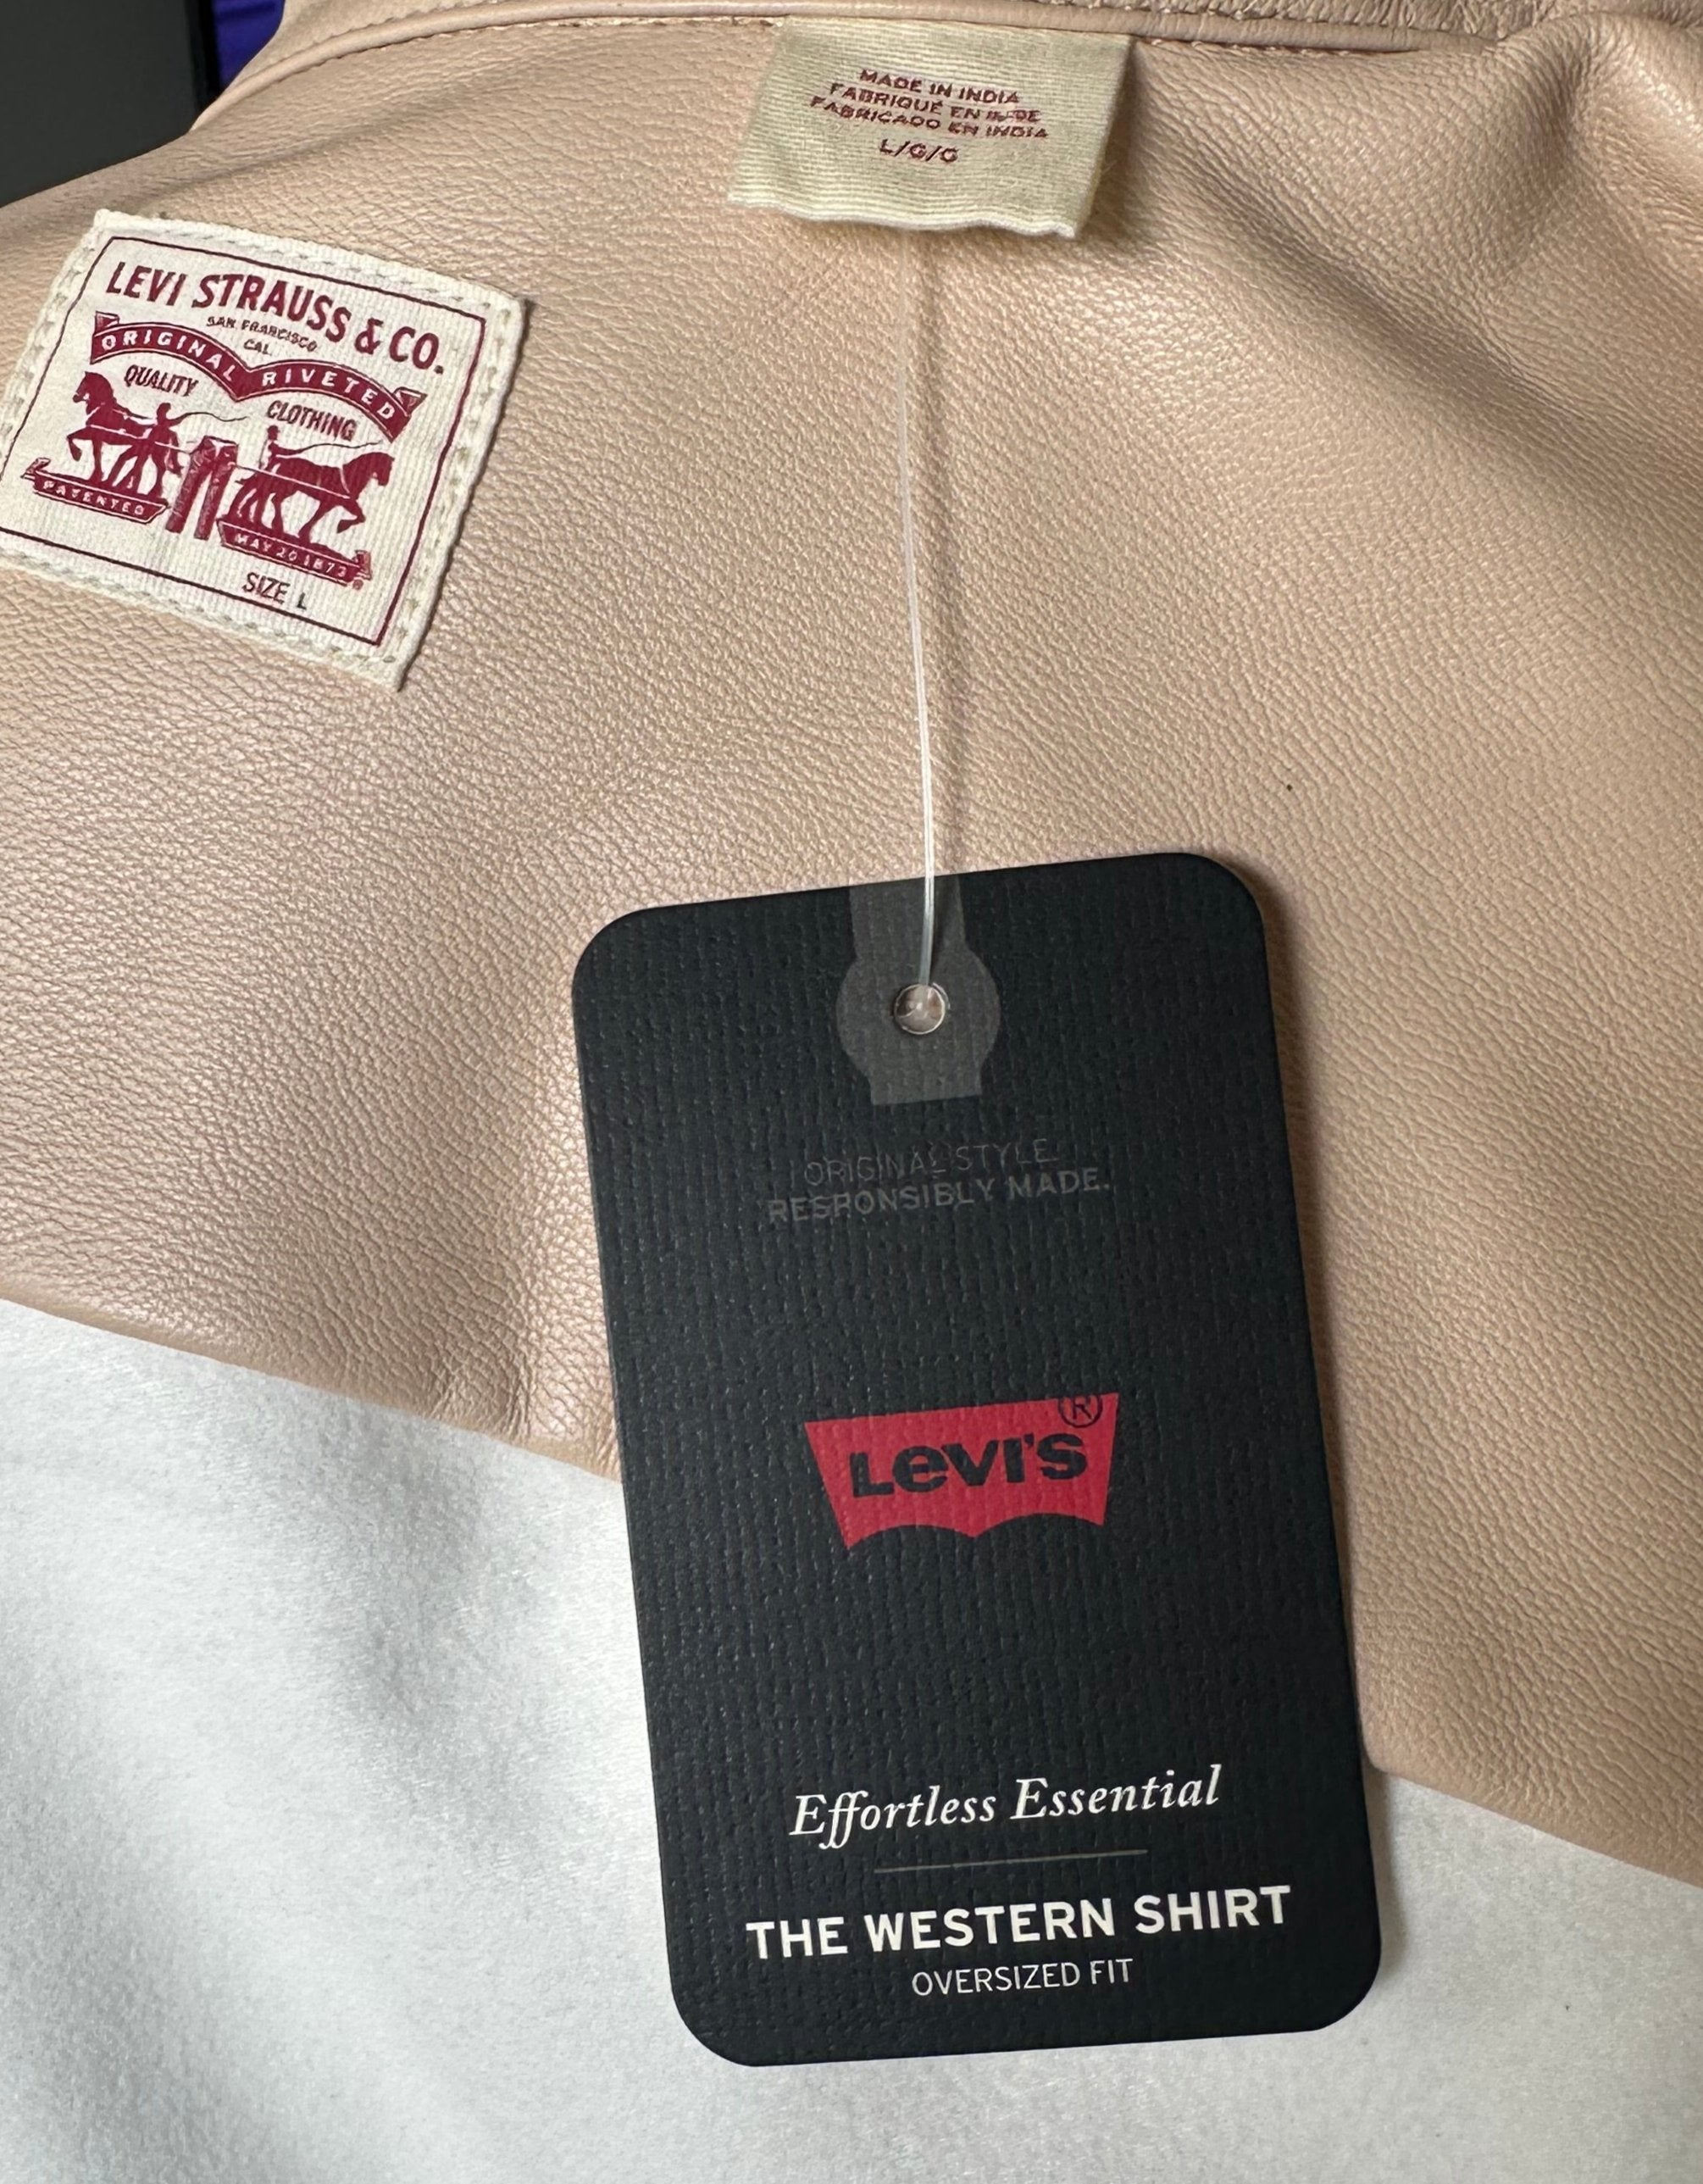 MADE IN INDIA
FABRIQUÉ EN INDE
FABRICADO EN INDIA
L/G/G
LEVI STRAUSS & CO.
SAN FRANCISCO
CAL.
ORIGINAL RIVETED
QUALITY CLOTHING
PATENTED
MAY 20 1873
SIZE L
ORIGINAL STYLE.
RESPONSIBLY MADE.
LEVI'S ®
Effortless Essential
THE WESTERN SHIRT
OVERSIZED FIT